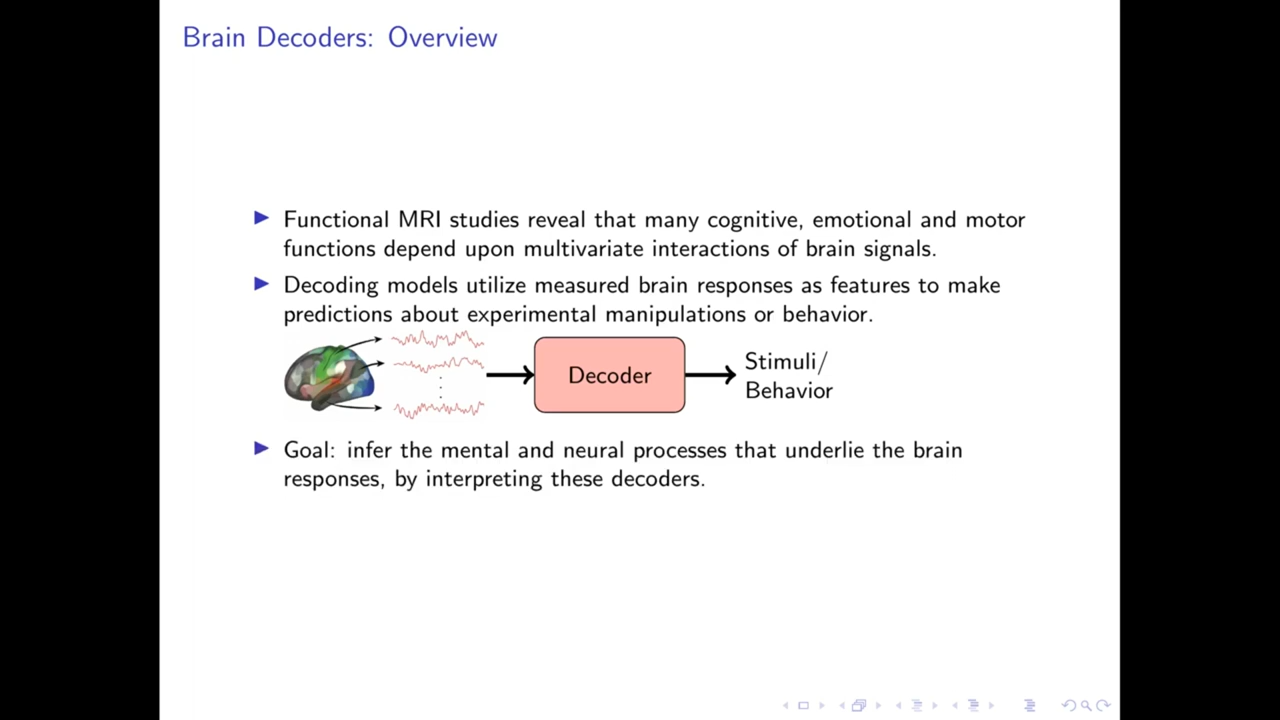 Brain Decoders: Overview
Functional MRI studies reveal that many cognitive, emotional and motor
functions depend upon multivariate interactions of brain signals.
Decoding models utilize measured brain responses as features to make
predictions about experimental manipulations or behavior.
Decoder
Stimuli/
Behavior
Goal: infer the mental and neural processes that underlie the brain
responses, by interpreting these decoders.